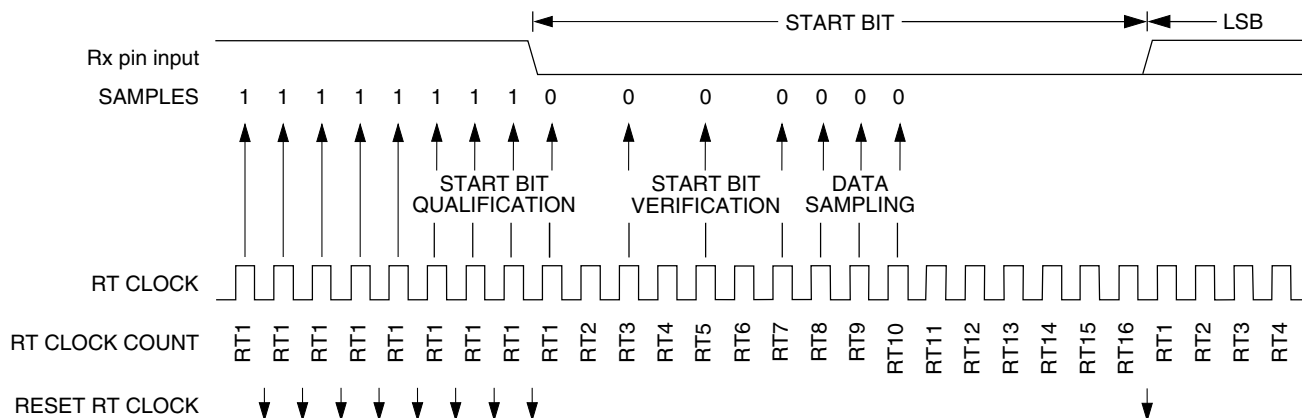 START BIT LSB
Rx pin input
SAMPLES 1 1 1 1 1 1 1 1 0 0 0 0 0 0
START BIT QUALIFICATION
START BIT VERIFICATION
DATA SAMPLING
RT CLOCK
RT CLOCK COUNT RT1 RT1 RT1 RT1 RT1 RT1 RT1 RT1 RT1 RT2 RT3 RT4 RT5 RT6 RT7 RT8 RT9 RT10 RT11 RT12 RT13 RT14 RT15 RT16 RT1 RT2 RT3 RT4
RESET RT CLOCK